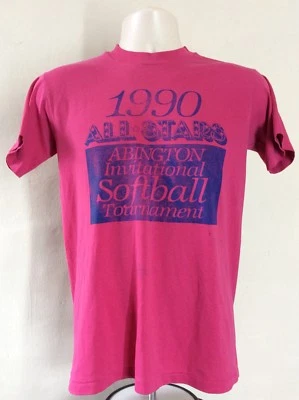 1990
ALL★STARS
ABINGTON
Invitational
Softball
Tournament